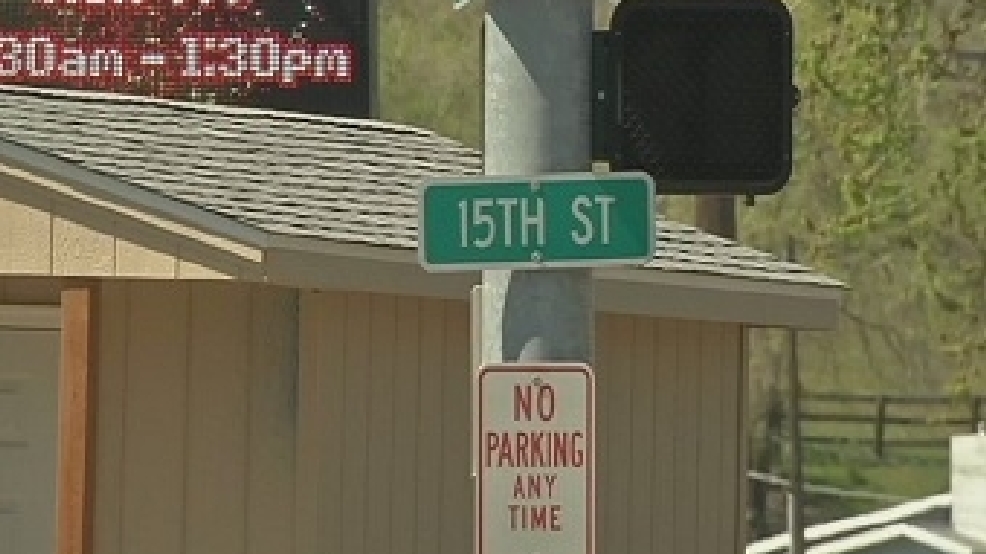 30am - 1:30pm
15TH ST
NO
PARKING
ANY
TIME